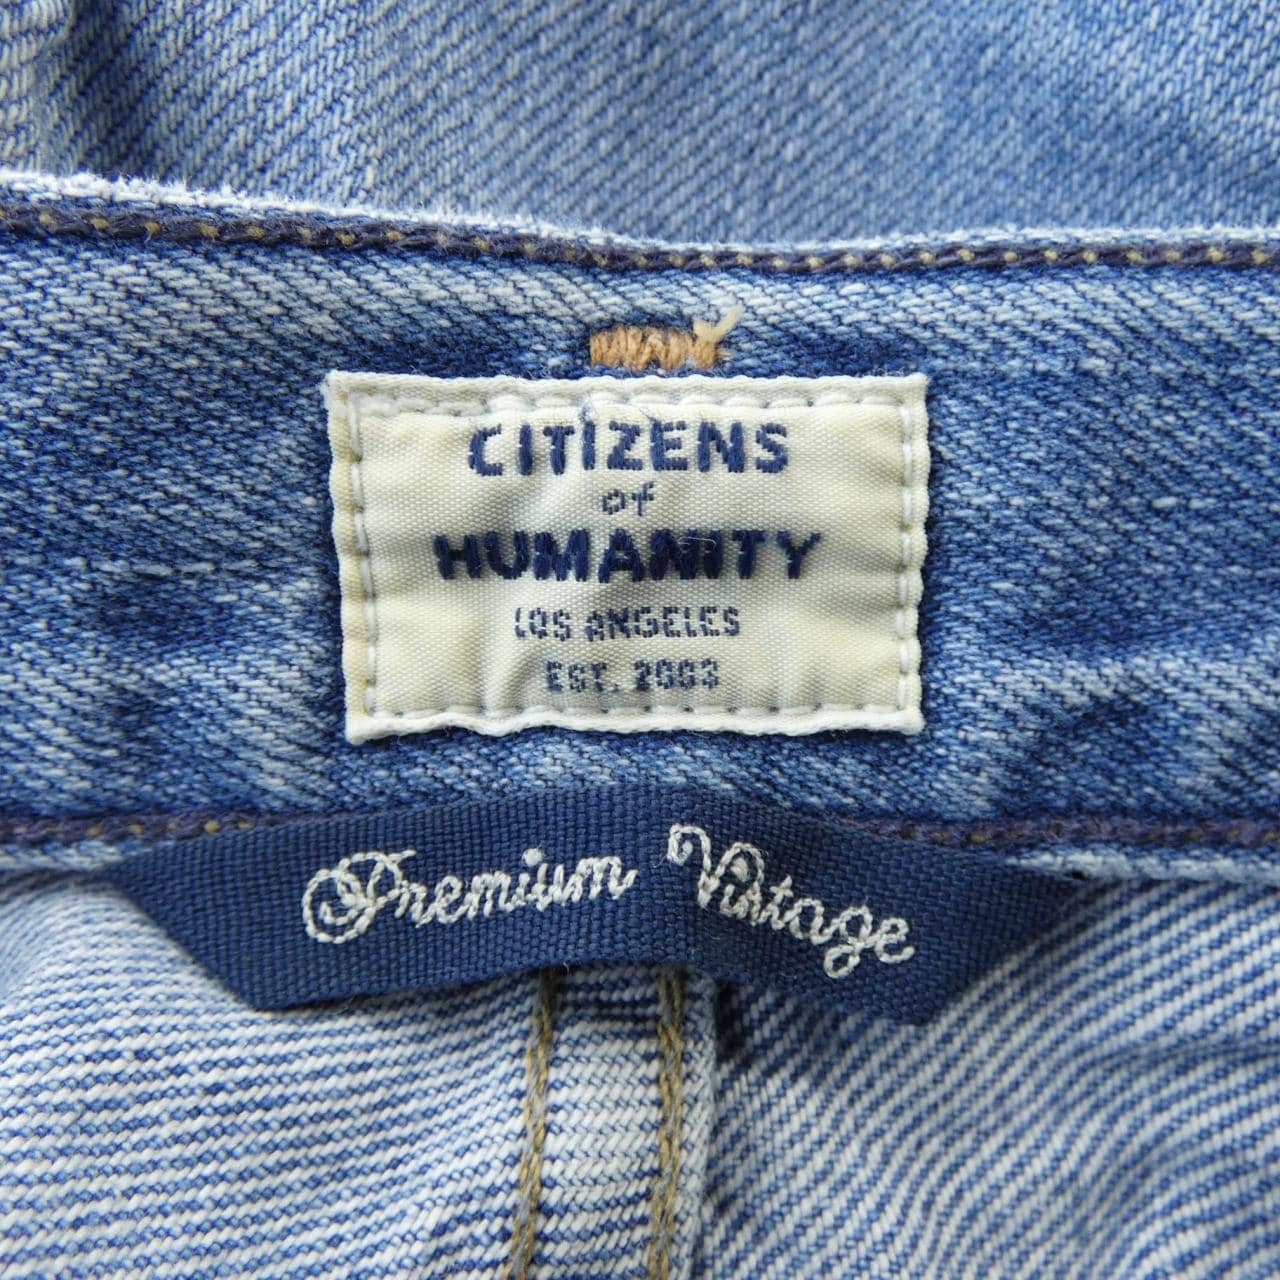 CITIZENS
of
HUMANITY
LOS ANGELES
EST. 2003
Premium Vintage